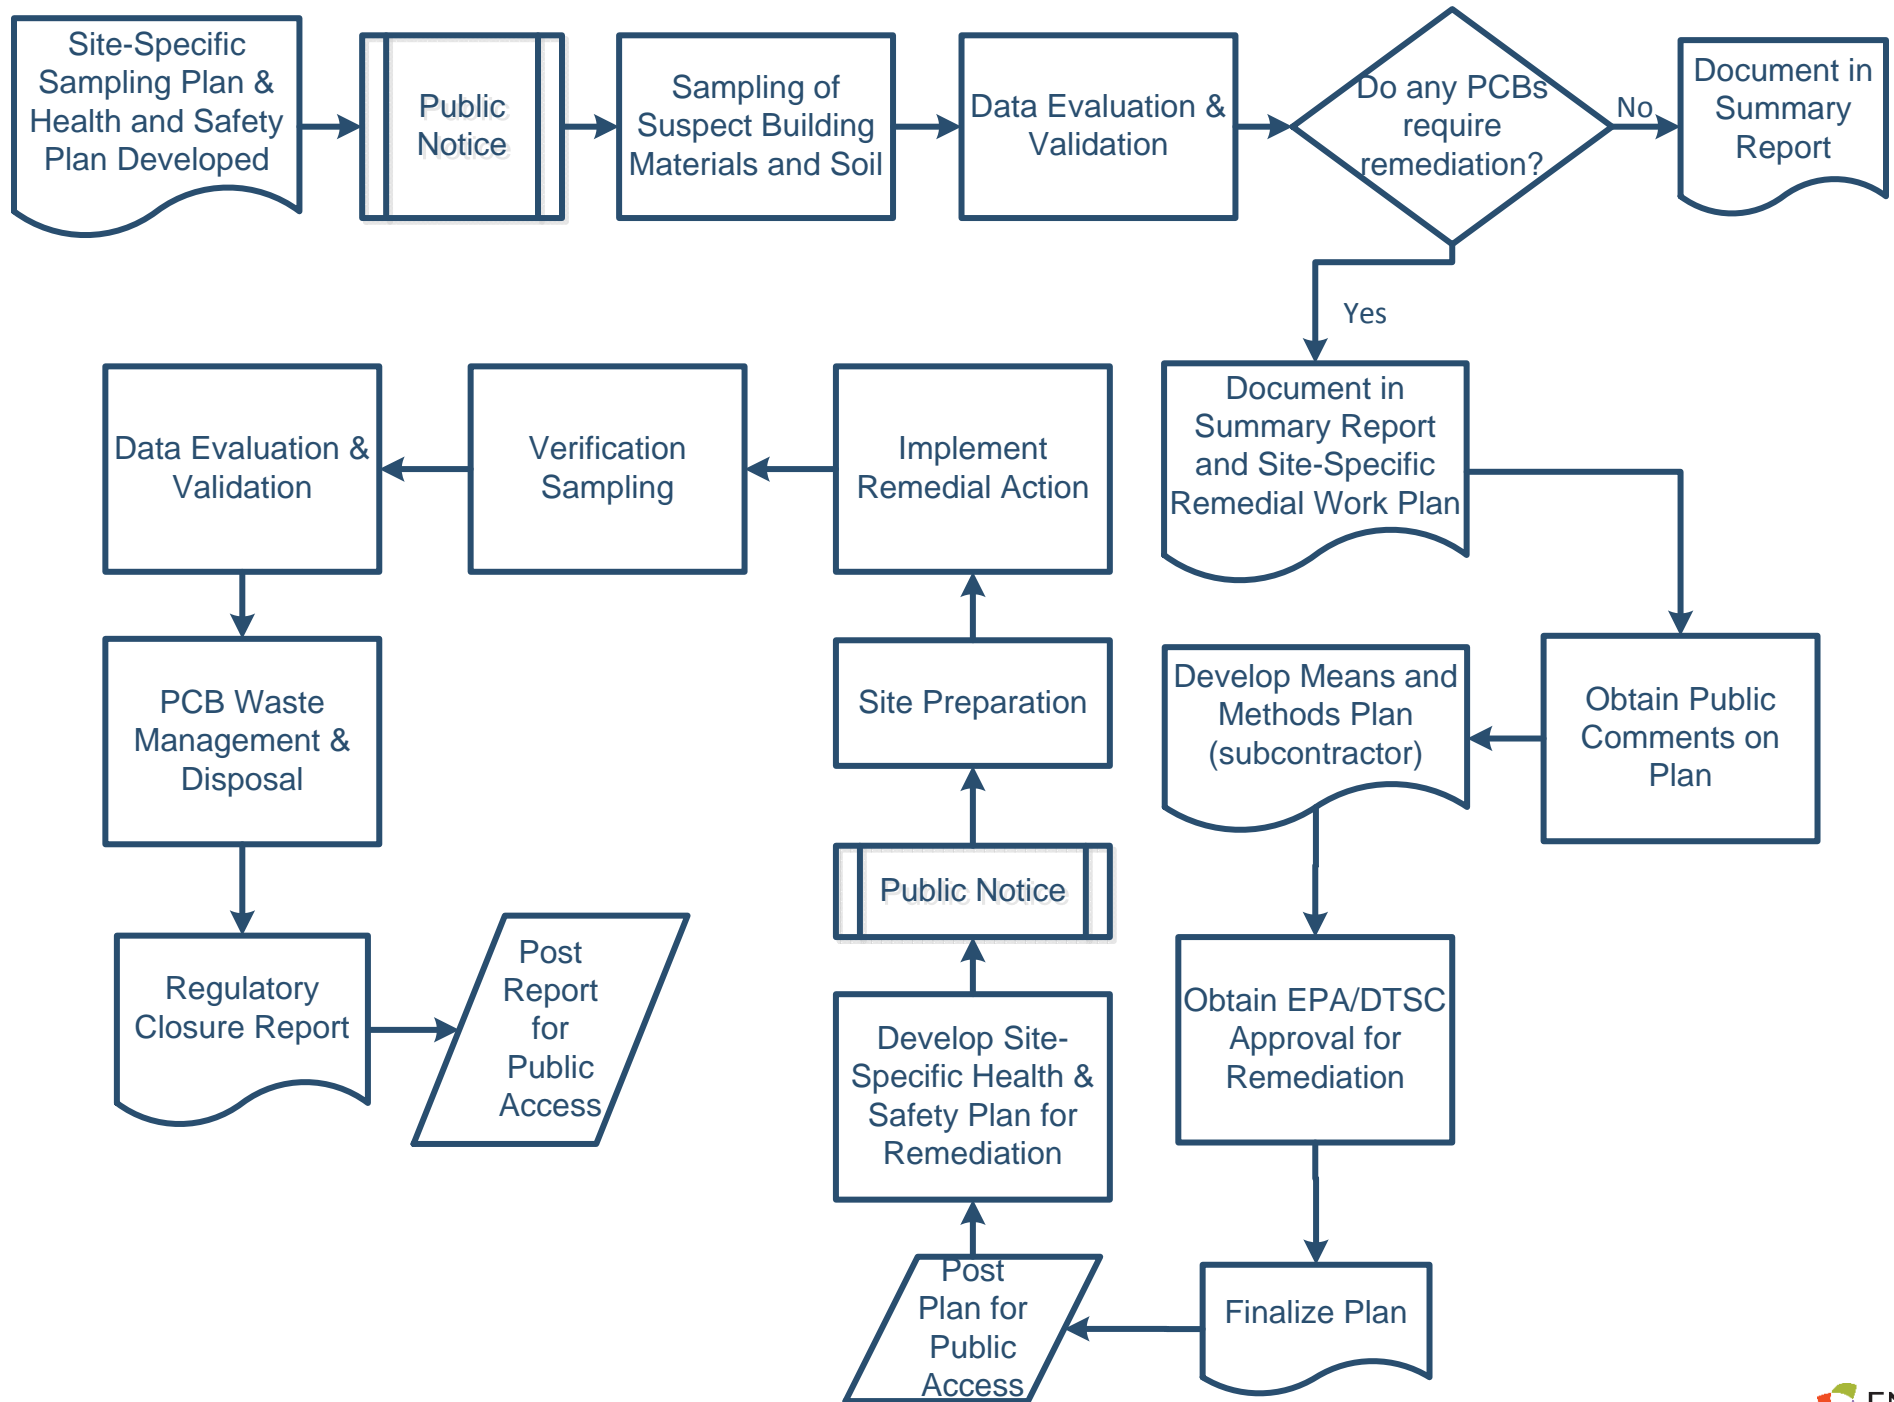 Site-Specific
Sampling Plan &
Health and Safety
Plan Developed
Public
Notice
Sampling of
Suspect Building
Materials and Soil
Data Evaluation &
Validation
Do any PCBs
require
remediation?
No
Document in
Summary
Report
Yes
Document in
Summary Report
and Site-Specific
Remedial Work Plan
Obtain Public
Comments on
Plan
Develop Means and
Methods Plan
(subcontractor)
Obtain EPA/DTSC
Approval for
Remediation
Finalize Plan
Post
Plan for
Public
Access
Develop Site-
Specific Health &
Safety Plan for
Remediation
Public Notice
Site Preparation
Implement
Remedial Action
Verification
Sampling
Data Evaluation &
Validation
PCB Waste
Management &
Disposal
Regulatory
Closure Report
Post
Report
for
Public
Access